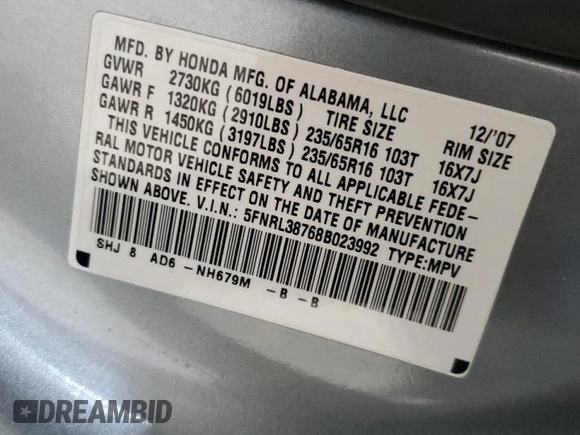 MFD. BY HONDA MFG. OF ALABAMA, LLC 12/'07
GVWR 2730KG (6019LBS) TIRE SIZE RIM SIZE
GAWR F 1320KG (2910LBS) 235/65R16 103T 16X7J
GAWR R 1450KG (3197LBS) 235/65R16 103T 16X7J
THIS VEHICLE CONFORMS TO ALL APPLICABLE FEDE-
RAL MOTOR VEHICLE SAFETY AND THEFT PREVENTION
STANDARDS IN EFFECT ON THE DATE OF MANUFACTURE
SHOWN ABOVE. V.I.N.: 5FNRL38768B023992 TYPE:MPV
SHJ 8 AD6 -NH679M -B -B
DREAMBID